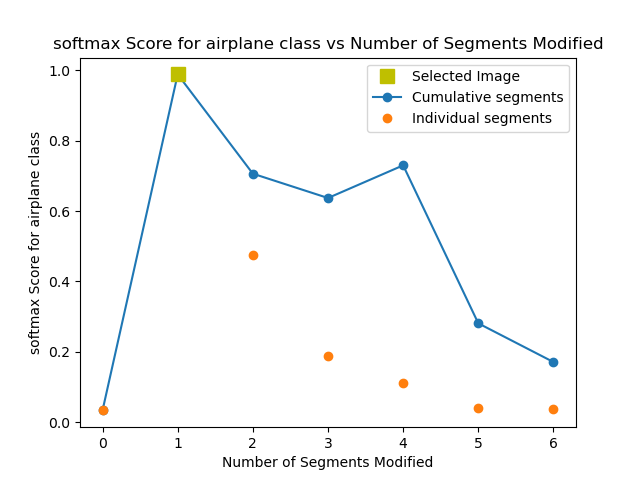 softmax Score for airplane class vs Number of Segments Modified
Selected Image
Cumulative segments
Individual segments
softmax Score for airplane class
1.0
0.8
0.6
0.4
0.2
0.0
0 1 2 3 4 5 6
Number of Segments Modified